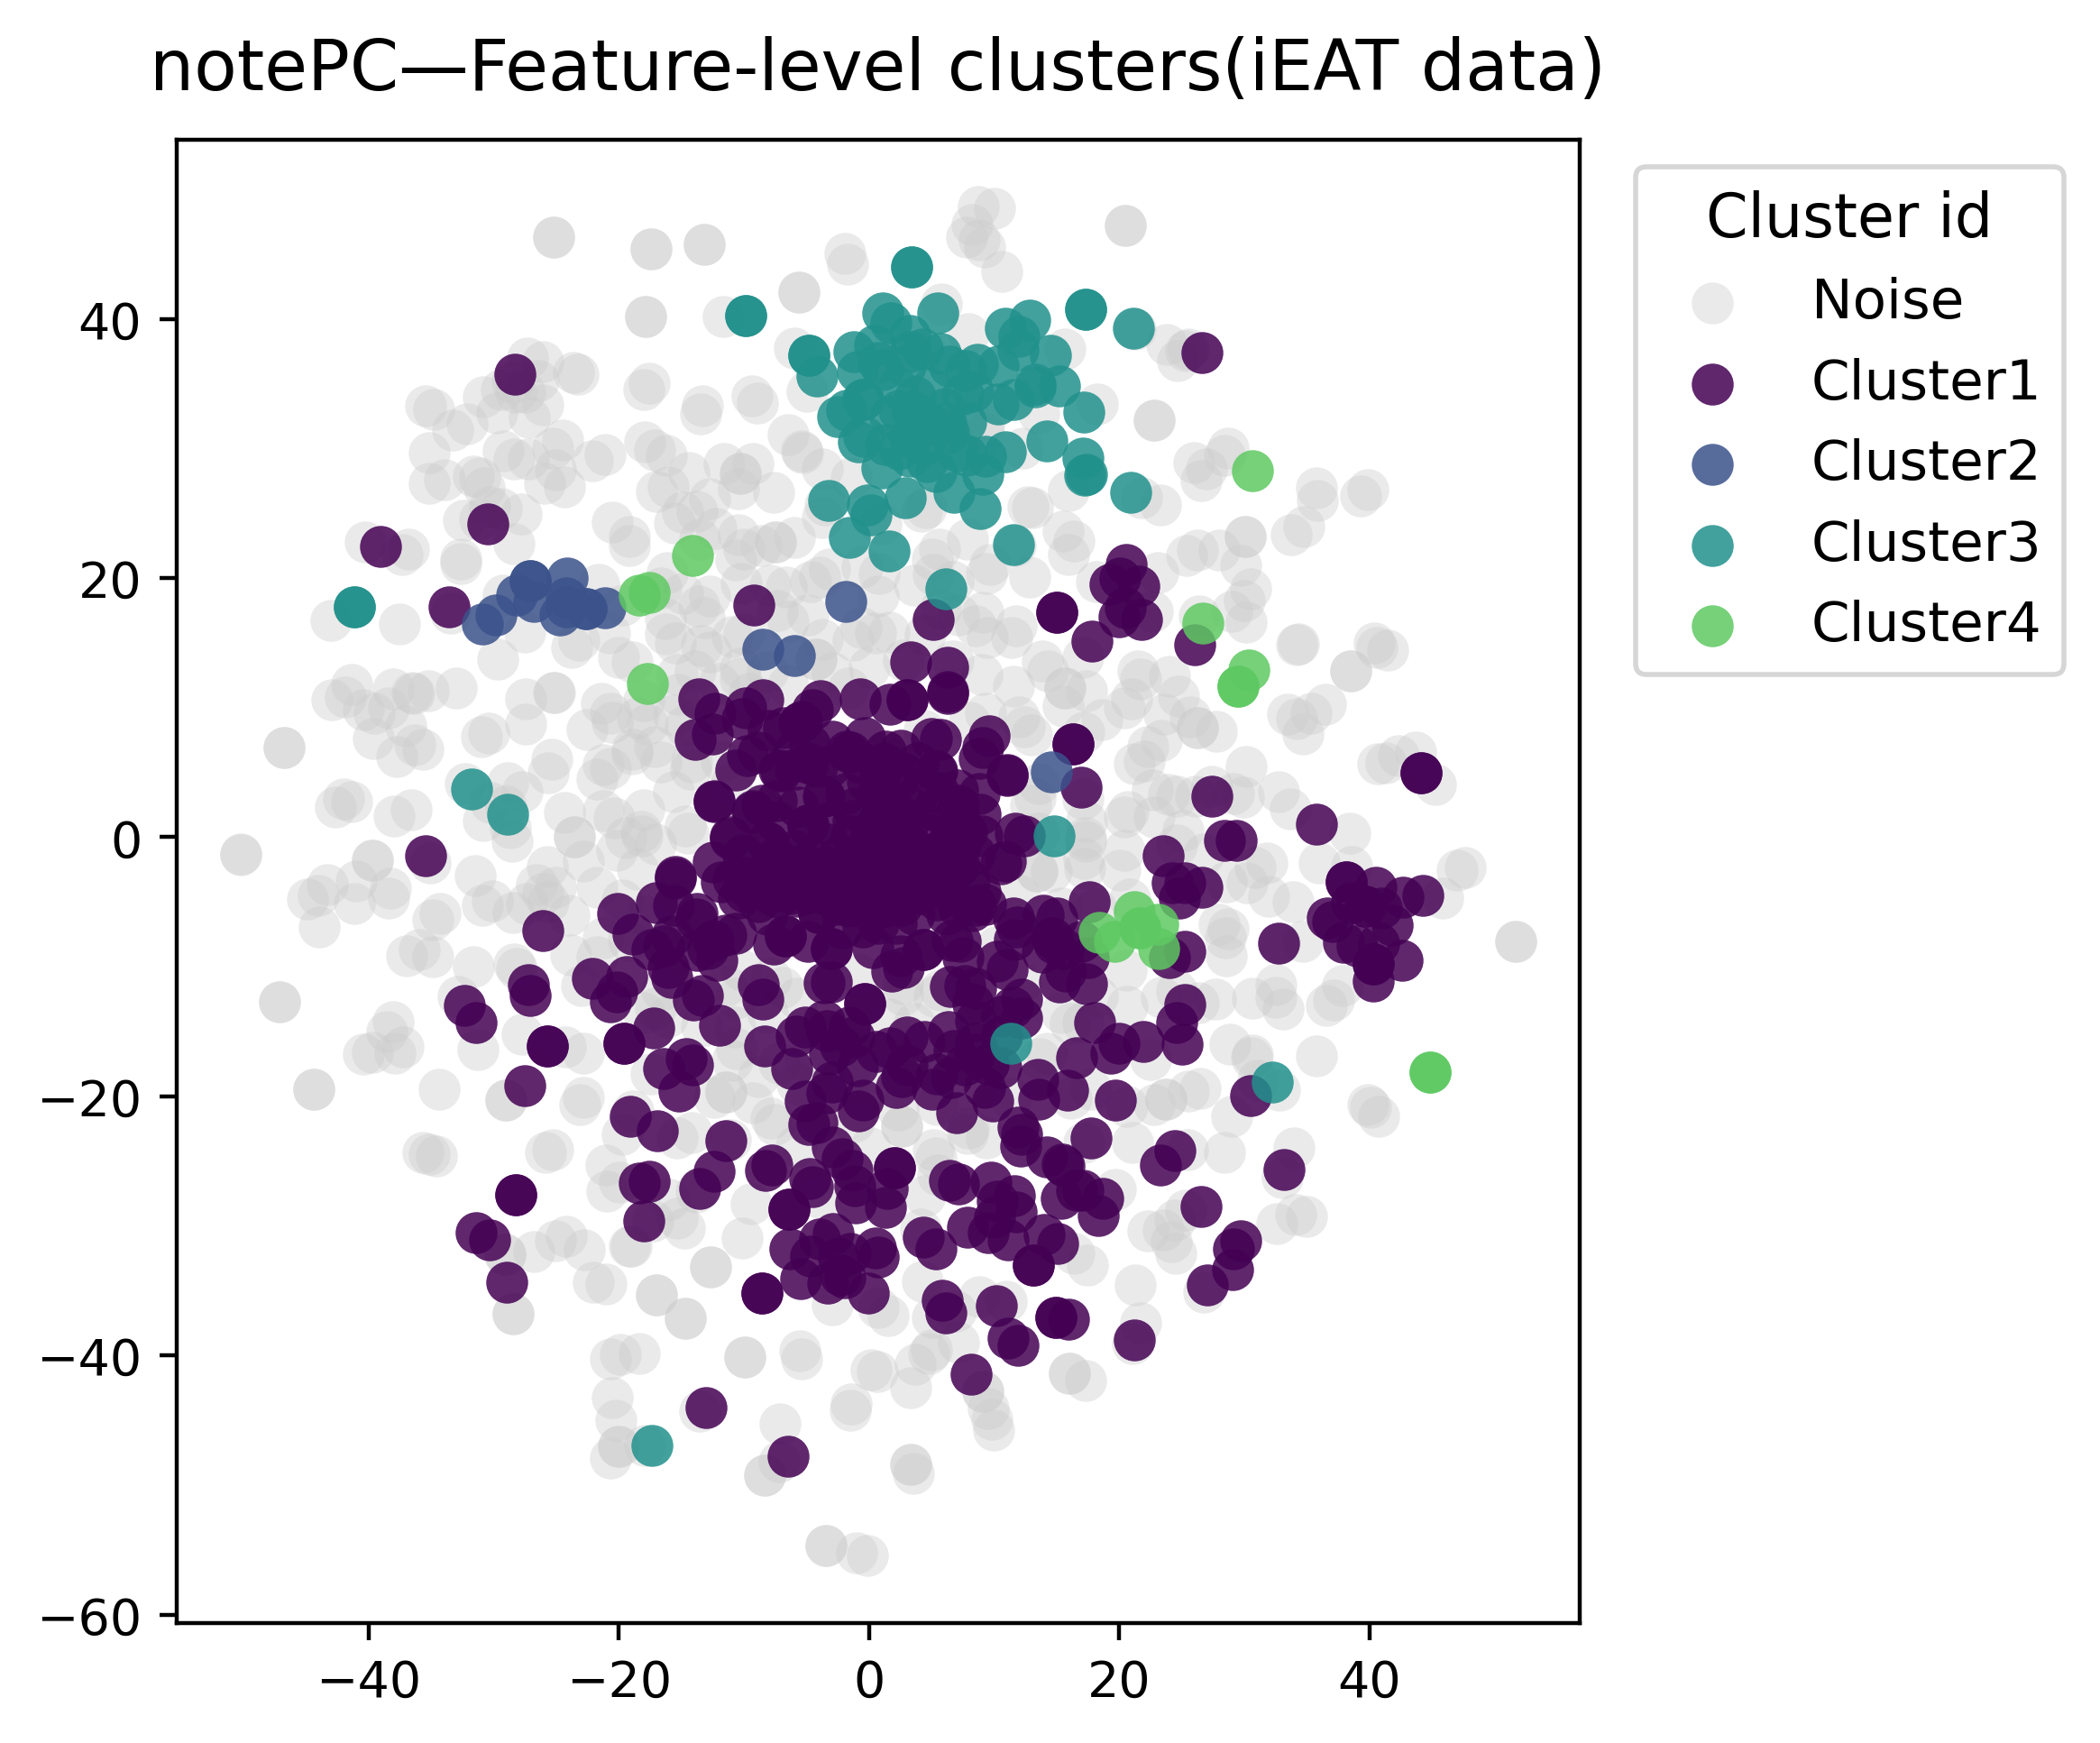 notePC—Feature-level clusters(iEAT data)
Cluster id
Noise
Cluster1
Cluster2
Cluster3
Cluster4
40
20
0
−20
−40
−60
−40 −20 0 20 40